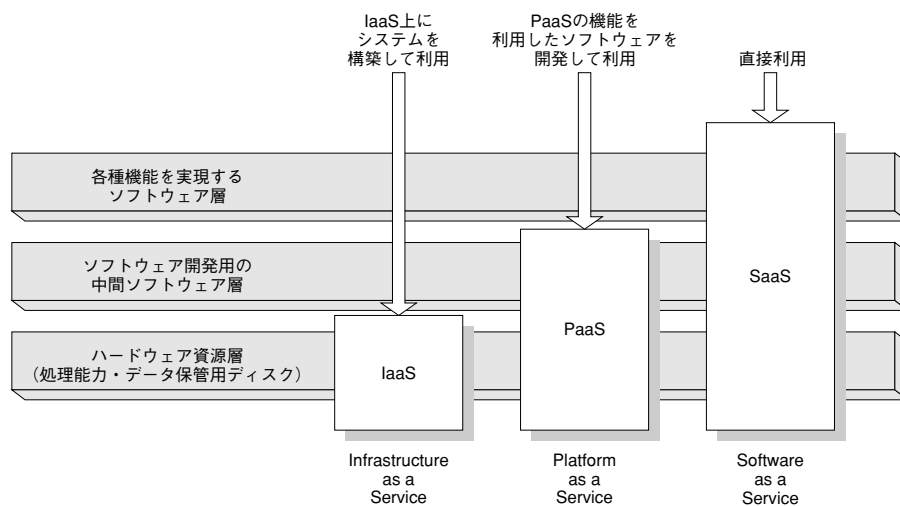 IaaS上に
システムを
構築して利用
PaaSの機能を
利用したソフトウェアを
開発して利用
直接利用
各種機能を実現する
ソフトウェア層
ソフトウェア開発用の
中間ソフトウェア層
ハードウェア資源層
（処理能力・データ保管用ディスク）
IaaS
PaaS
SaaS
Infrastructure
as a
Service
Platform
as a
Service
Software
as a
Service